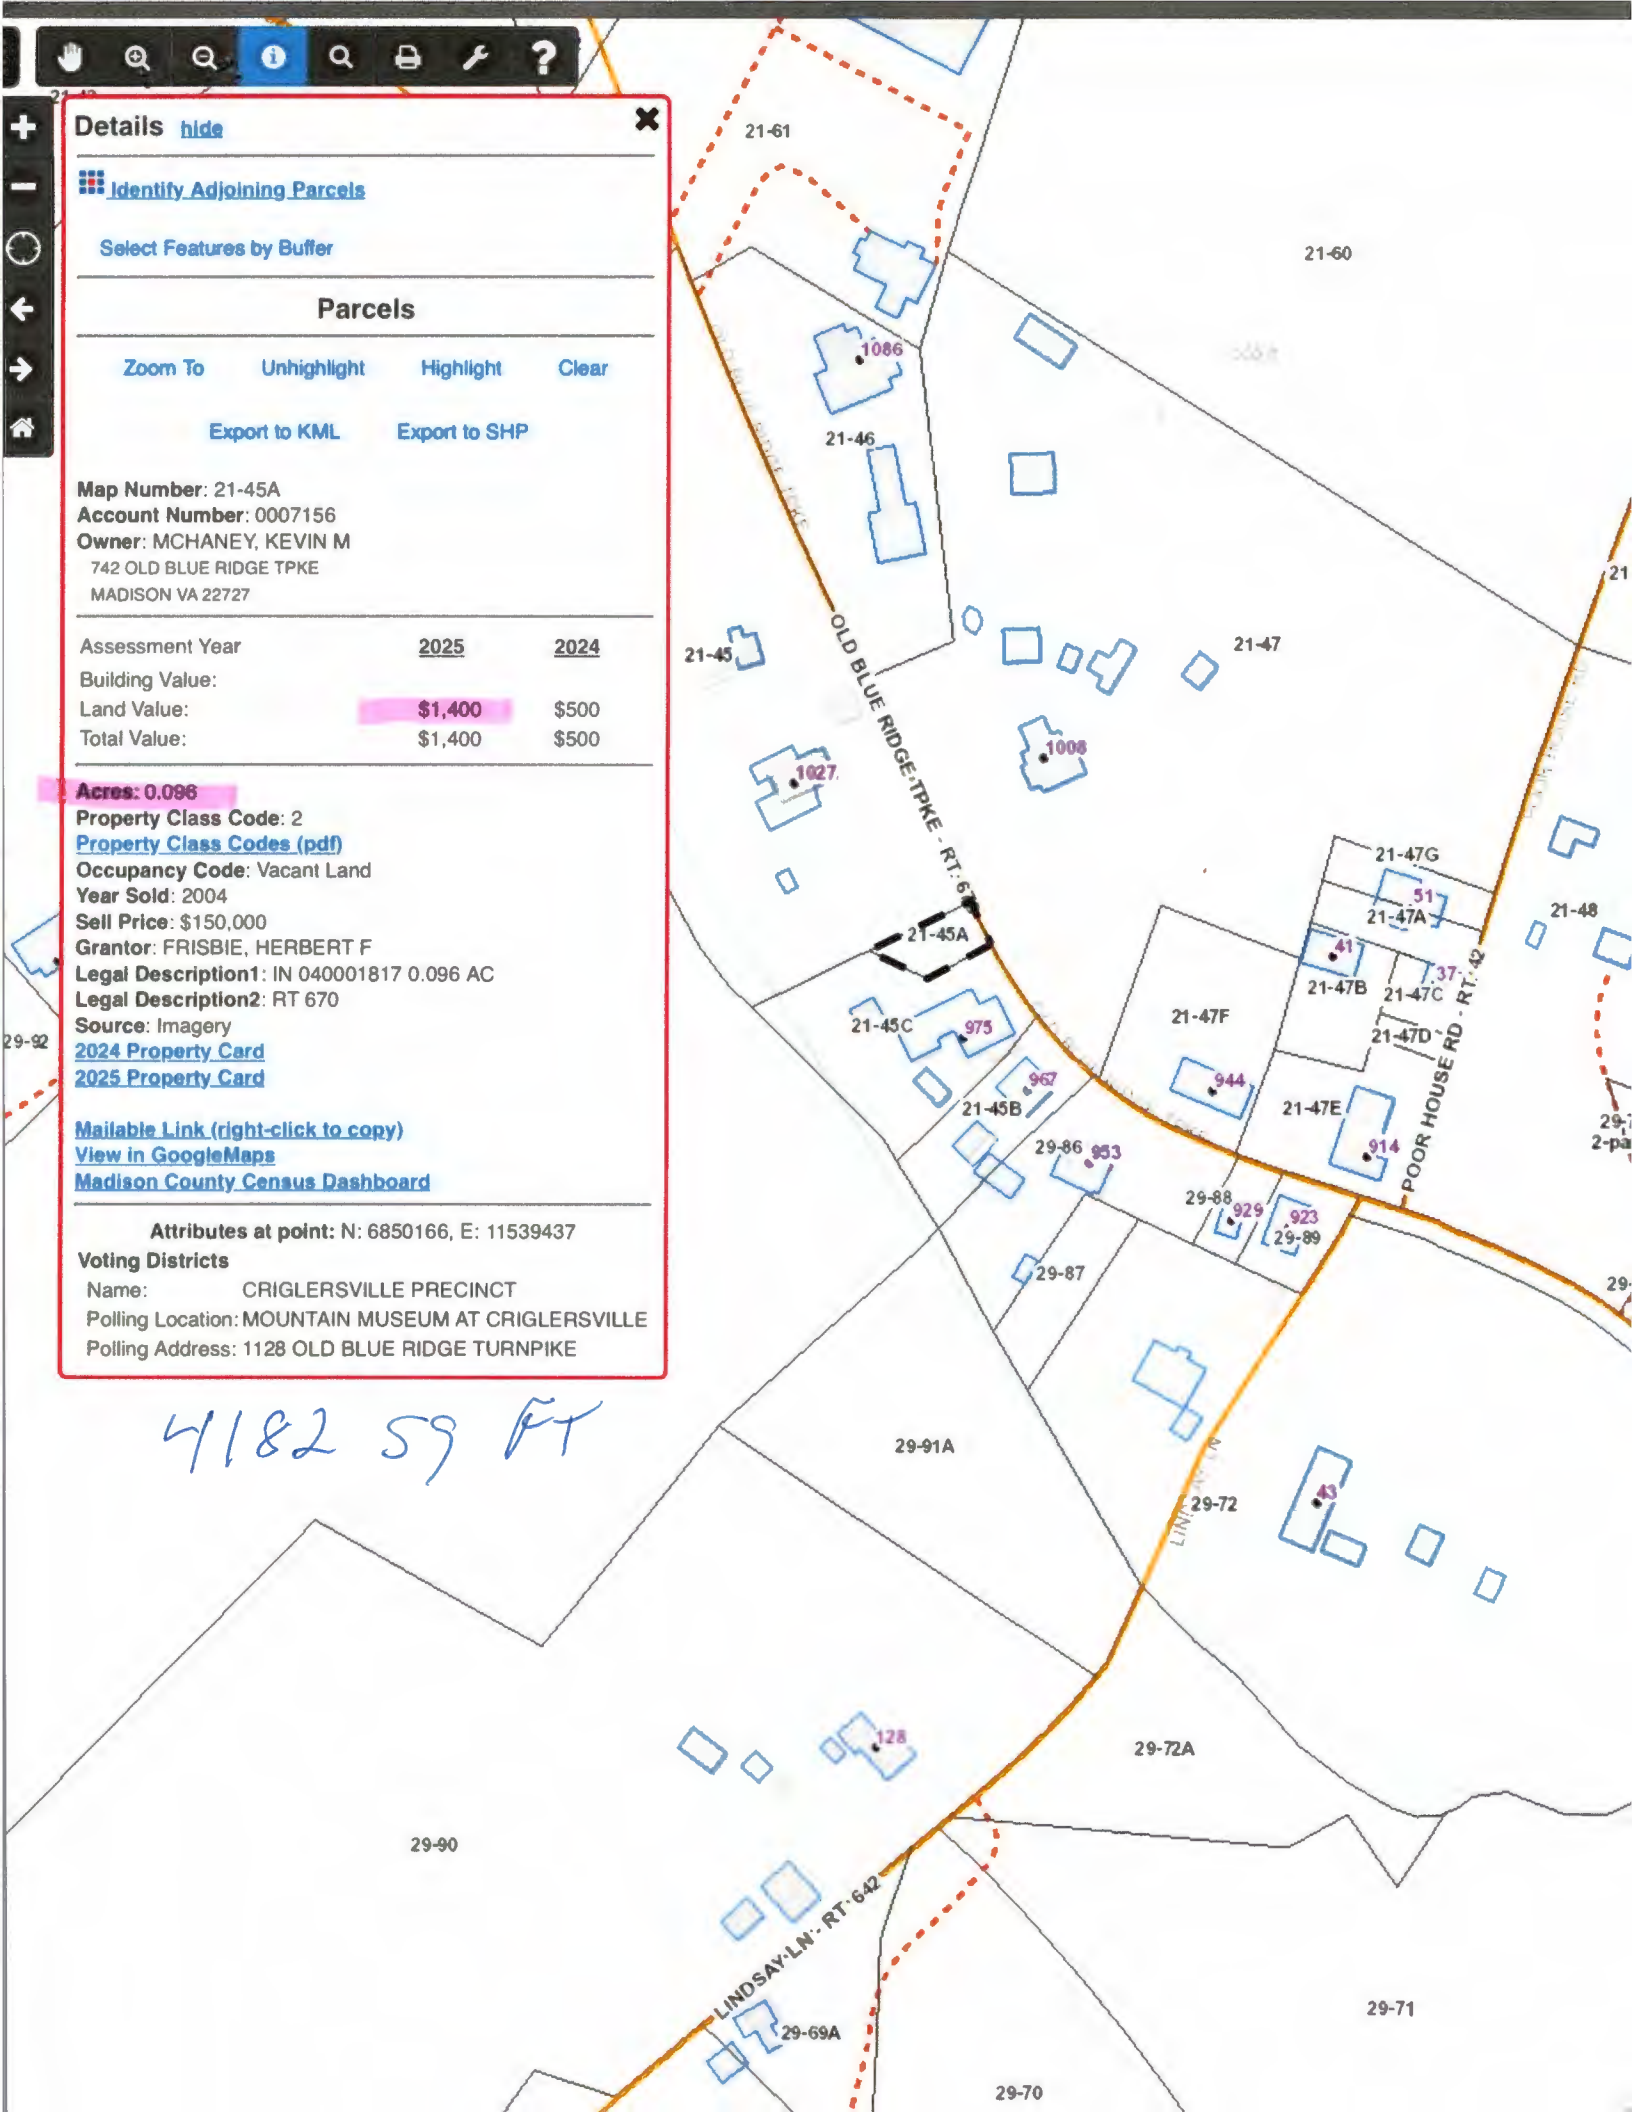 Details hide
Identify Adjoining Parcels
Select Features by Buffer
Parcels
Zoom To Unhighlight Highlight Clear
Export to KML Export to SHP
Map Number: 21-45A
Account Number: 0007156
Owner: MCHANEY, KEVIN M
742 OLD BLUE RIDGE TPKE
MADISON VA 22727
Assessment Year 2025 2024
Building Value:
Land Value: $1,400 $500
Total Value: $1,400 $500
Acres: 0.096
Property Class Code: 2
Property Class Codes (pdf)
Occupancy Code: Vacant Land
Year Sold: 2004
Sell Price: $150,000
Grantor: FRISBIE, HERBERT F
Legal Description1: IN 040001817 0.096 AC
Legal Description2: RT 670
Source: Imagery
2024 Property Card
2025 Property Card
Mailable Link (right-click to copy)
View in GoogleMaps
Madison County Census Dashboard
Attributes at point: N: 6850166, E: 11539437
Voting Districts
Name: CRIGLERSVILLE PRECINCT
Polling Location: MOUNTAIN MUSEUM AT CRIGLERSVILLE
Polling Address: 1128 OLD BLUE RIDGE TURNPIKE
4182 SQ FT
21-61
21-60
1086
21-46
21
21-45
21-47
OLD BLUE RIDGE TPKE - RT. 67
1027
1008
21-47G
51
21-47A
21-48
21-45A
41
37
21-47B
21-47C
21-47F
21-45C
975
21-47D
29-92
POOR HOUSE RD - RT. 42
967
944
21-45B
21-47E
29-7
2-pa
29-86
953
914
29-88
929
923
29-89
29-87
29-
29-91A
43
29-72
128
29-72A
29-90
LINDSAY LN - RT 642
29-71
29-69A
29-70